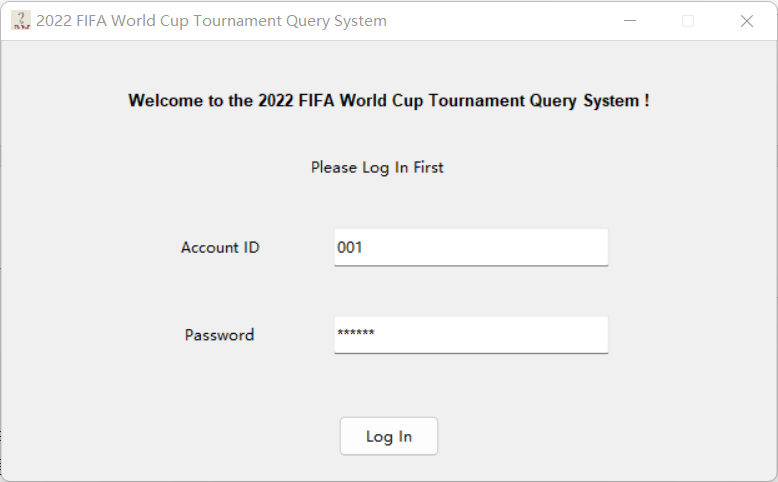 2022 FIFA World Cup Tournament Query System
Welcome to the 2022 FIFA World Cup Tournament Query System !
Please Log In First
Account ID 001
Password ******
Log In